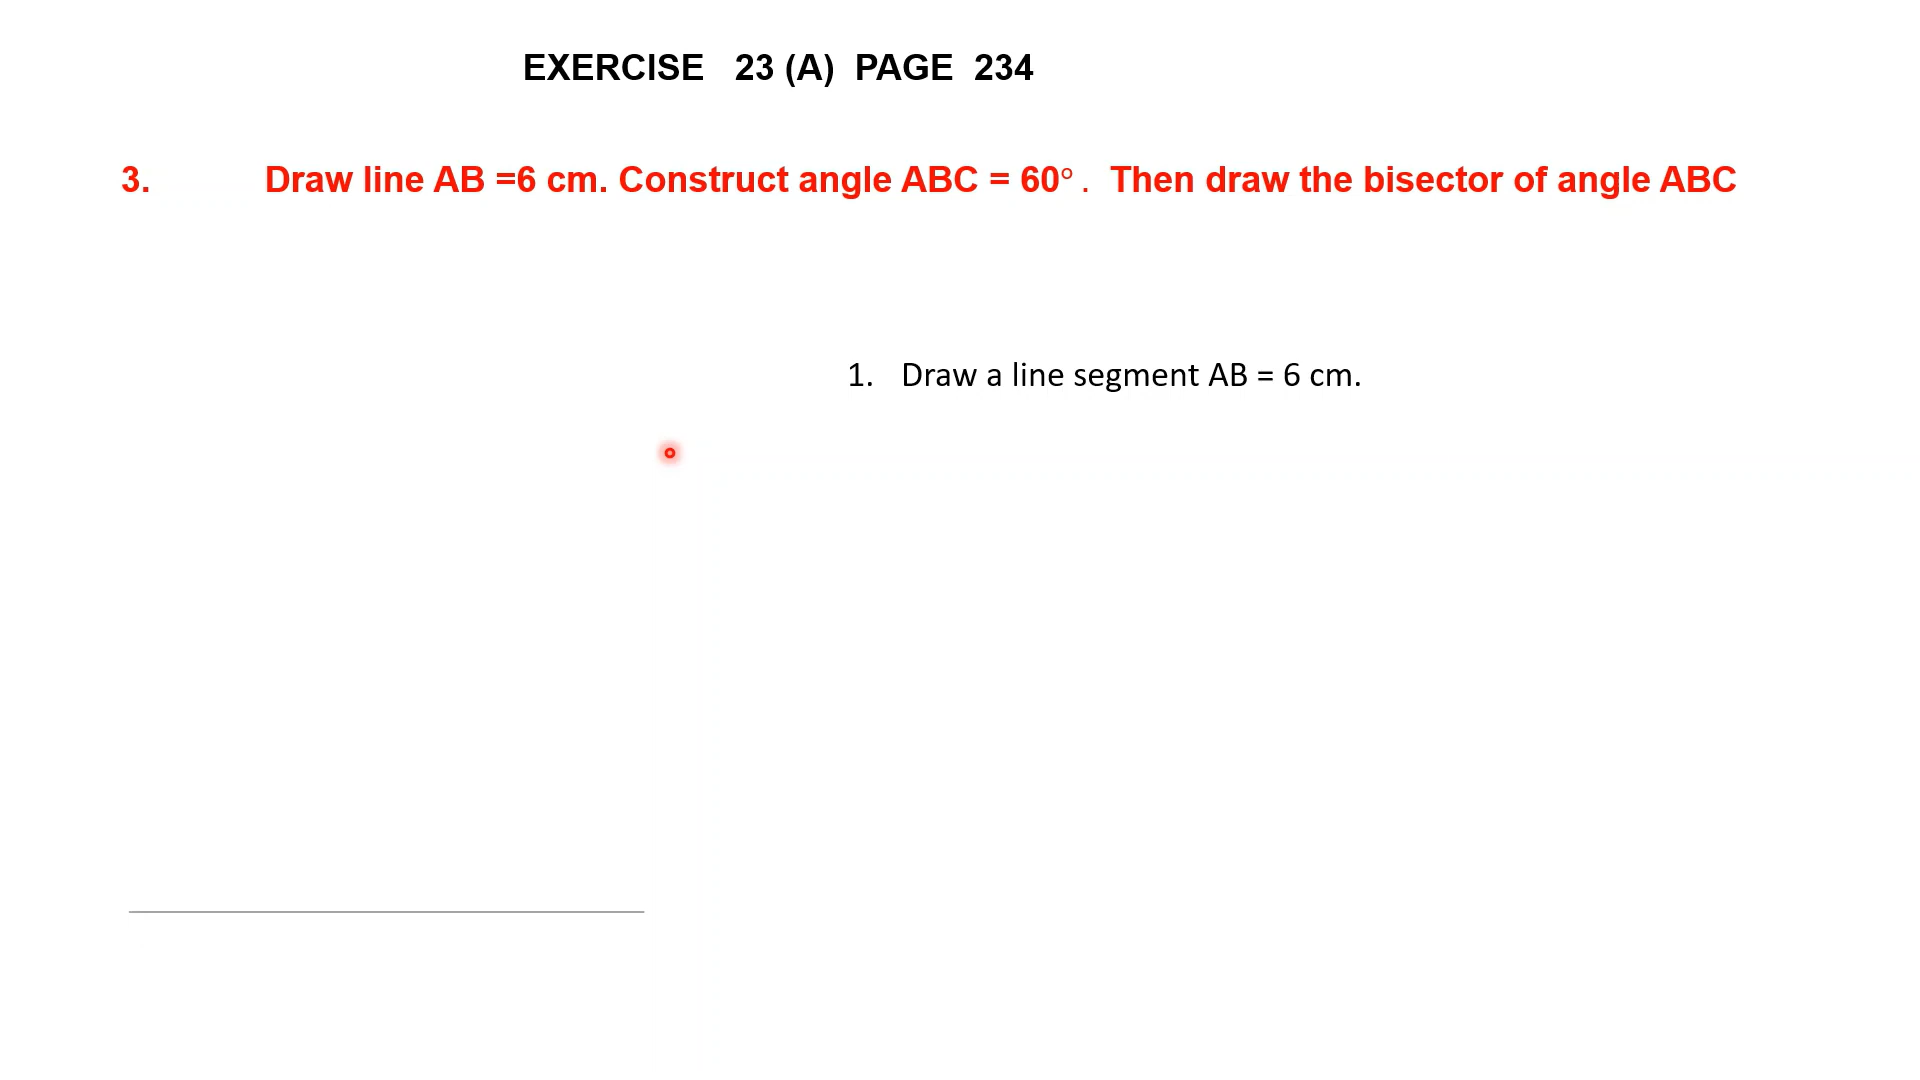 EXERCISE 23 (A) PAGE 234
3. Draw line AB =6 cm. Construct angle ABC = 60° . Then draw the bisector of angle ABC
1. Draw a line segment AB = 6 cm.